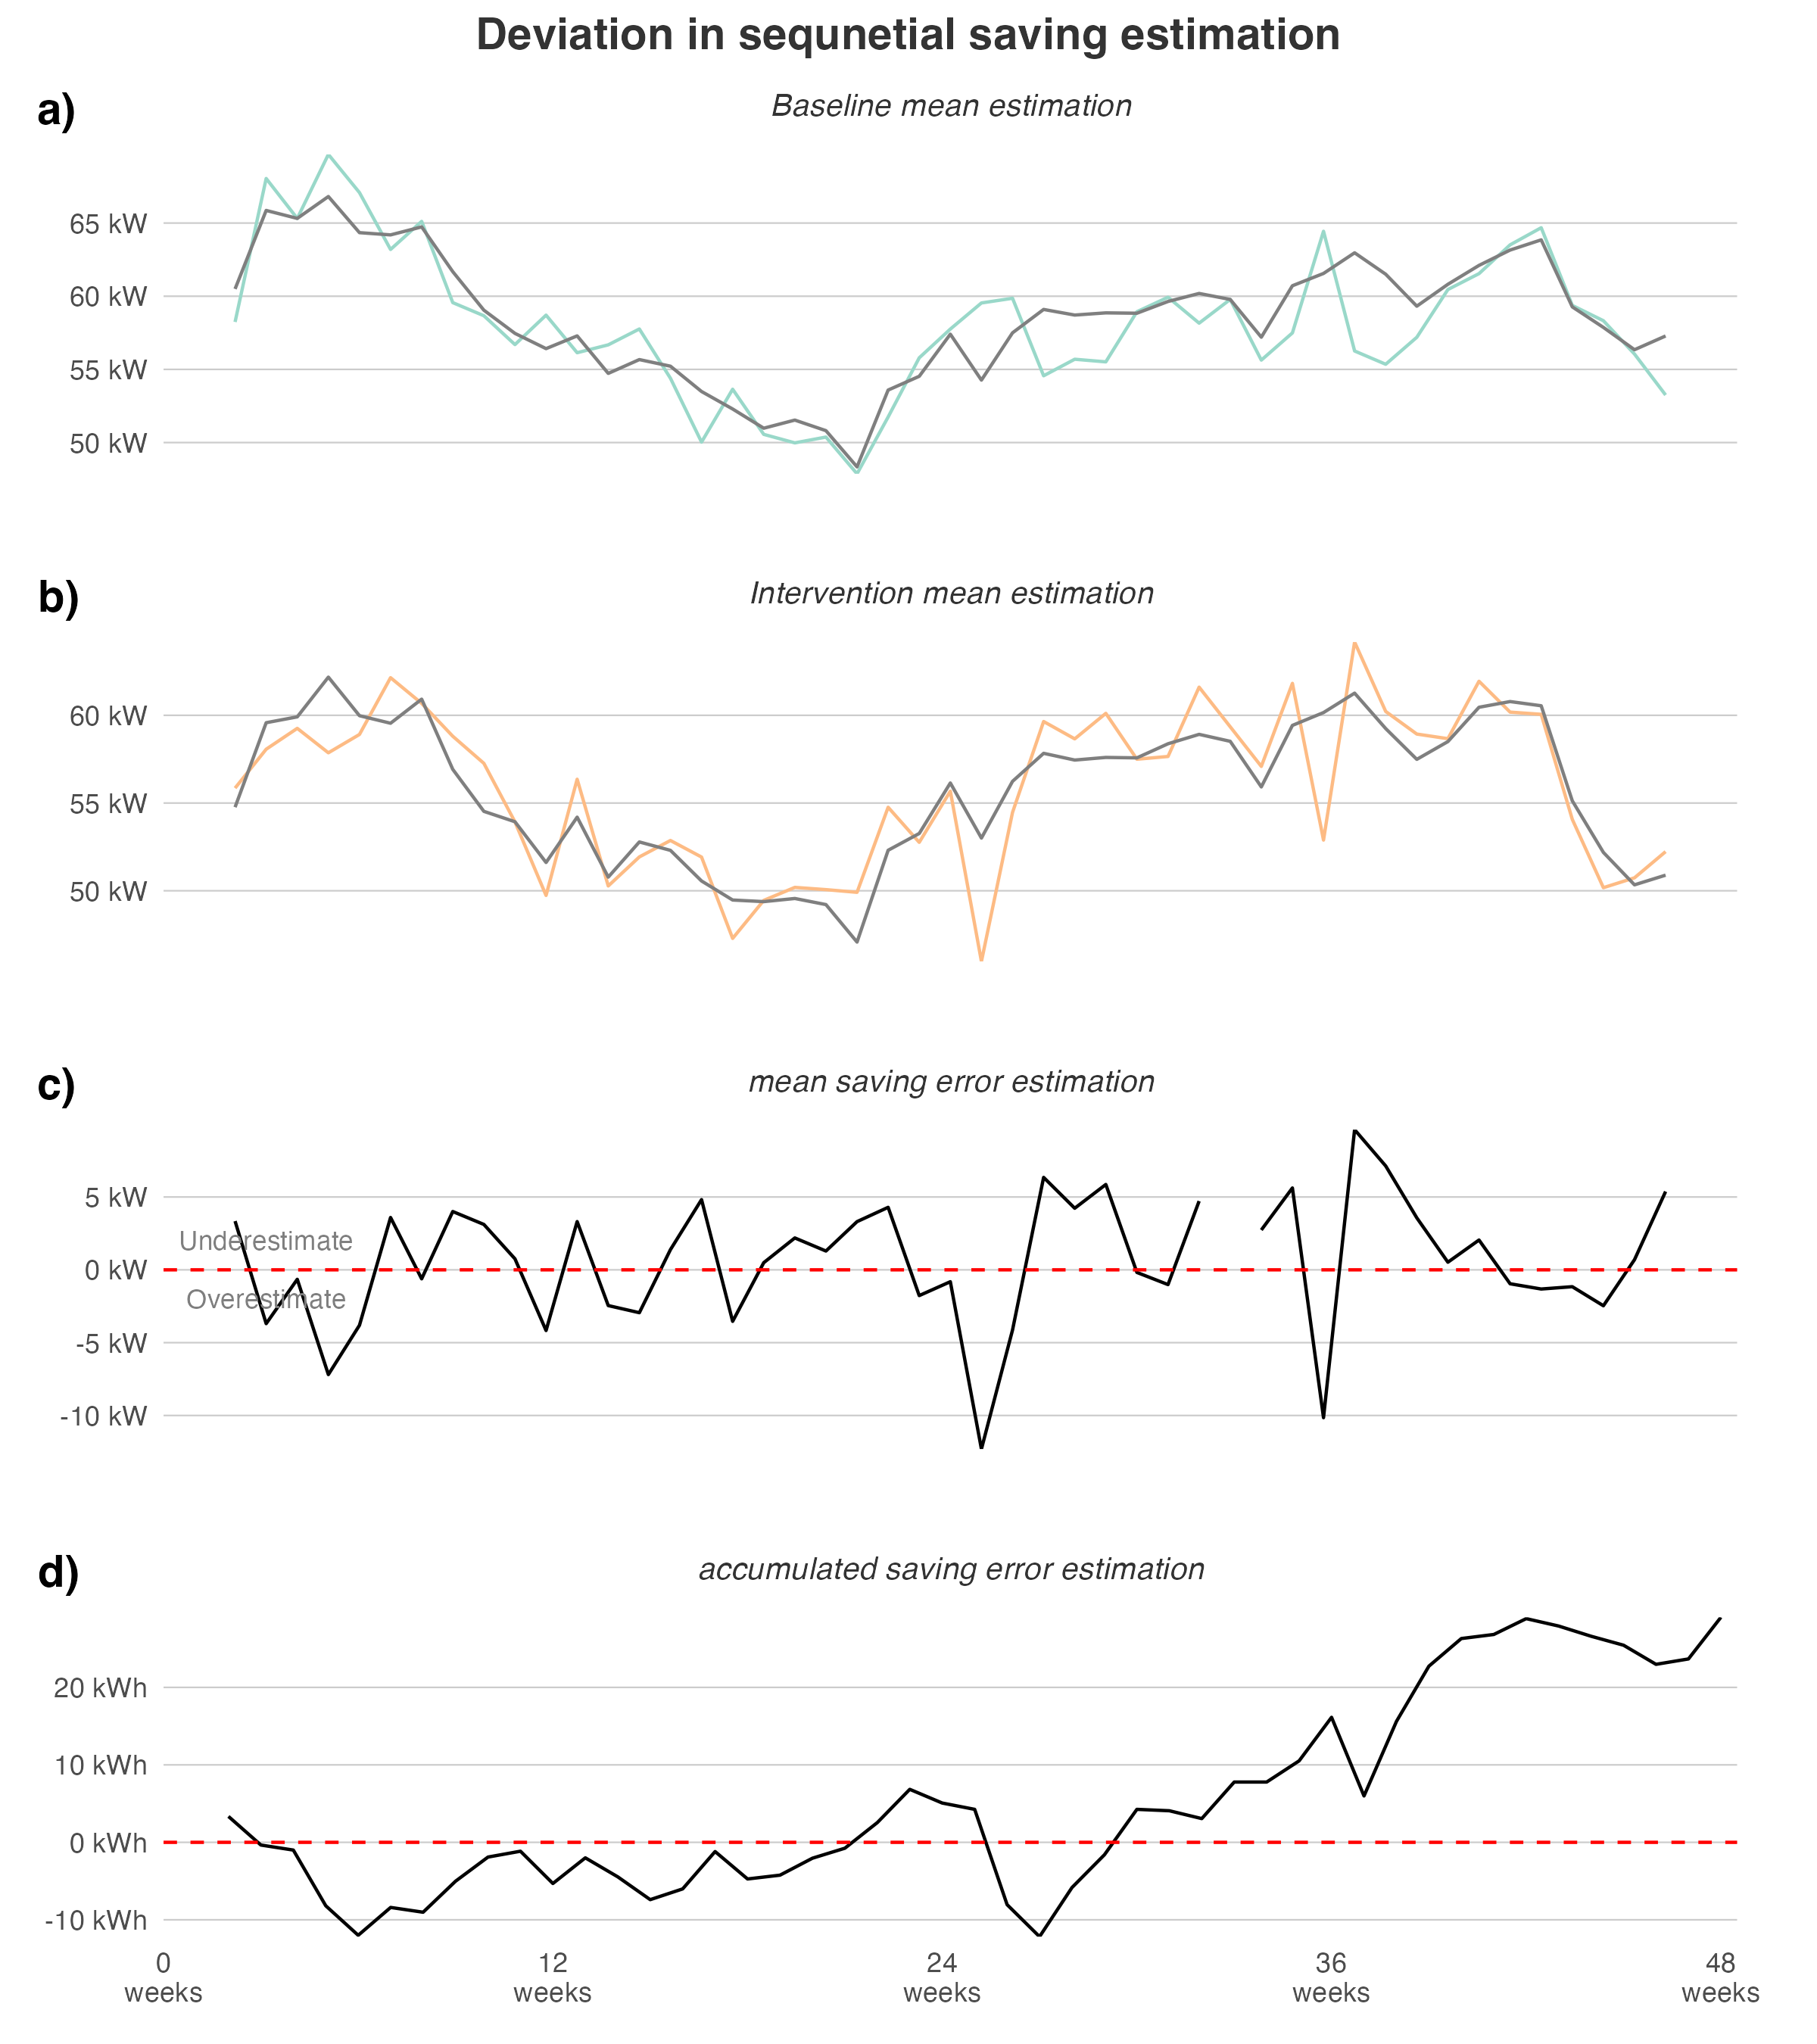 Deviation in sequnetial saving estimation
a)
Baseline mean estimation
65 kW
60 kW
55 kW
50 kW
b)
Intervention mean estimation
60 kW
55 kW
50 kW
c)
mean saving error estimation
5 kW
Underestimate
0 kW
Overestimate
-5 kW
-10 kW
d)
accumulated saving error estimation
20 kWh
10 kWh
0 kWh
-10 kWh
0 12 24 36 48
weeks weeks weeks weeks weeks